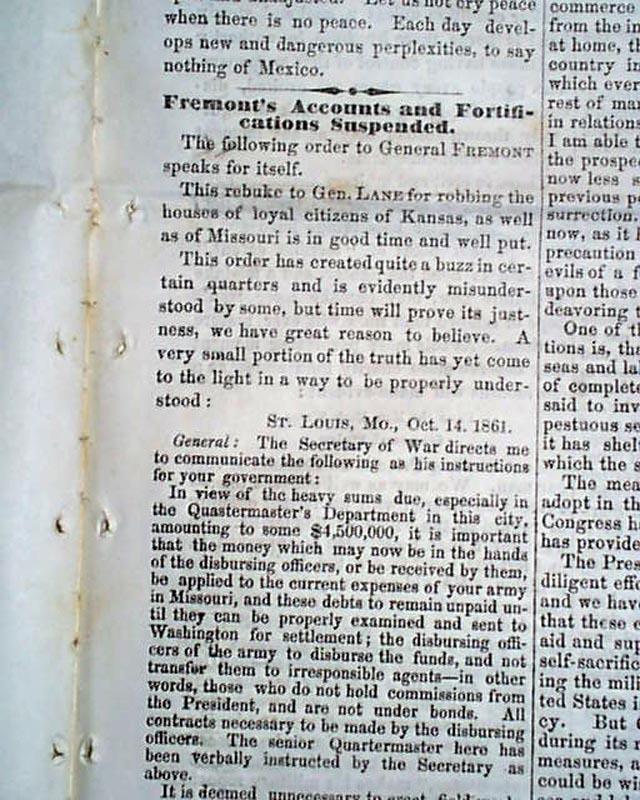 Let us not cry peace
when there is no peace. Each day devel-
ops new and dangerous perplexities, to say
nothing of Mexico.
Fremont's Accounts and Fortifi-
cations Suspended.
The following order to General FREMONT
speaks for itself.
This rebuke to Gen. LANE for robbing the
houses of loyal citizens of Kansas, as well
as of Missouri is in good time and well put.
This order has created quite a buzz in cer-
tain quarters and is evidently misunder-
stood by some, but time will prove its just-
ness, we have great reason to believe. A
very small portion of the truth has yet come
to the light in a way to be properly under-
stood:
ST. LOUIS, Mo., Oct. 14. 1861.
General: The Secretary of War directs me
to communicate the following as his instructions
for your government:
In view of the heavy sums due, especially in
the Quastermaster's Department in this city,
amounting to some $4,500,000, it is important
that the money which may now be in the hands
of the disbursing officers, or be received by them,
be applied to the current expenses of your army
in Missouri, and these debts to remain unpaid un-
til they can be properly examined and sent to
Washington for settlement; the disbursing offi-
cers of the army to disburse the funds, and not
transfer them to irresponsible agents—in other
words, those who do not hold commissions from
the President, and are not under bonds. All
contracts necessary to be made by the disbursing
officers. The senior Quartermaster here has
been verbally instructed by the Secretary as
above.
It is deemed unnecessary to
commerce
from the in
at home, th
country in
which ever
rest of ma
in relations
I am able t
the prospe
now less s
previous p
surrection.
now, as it h
precaution
evils of a f
upon those
deavoring t
One of th
tions is, tha
seas and la
of complete
said to inv
pestuous se
it has shel
which the s
The mea
adopt in th
Congress h
has provide
The Pres
diligent effo
and we hav
that these c
aid and sup
self-sacrific
ing the mili
ted States i
cy. But
during its r
measures, a
could be wi